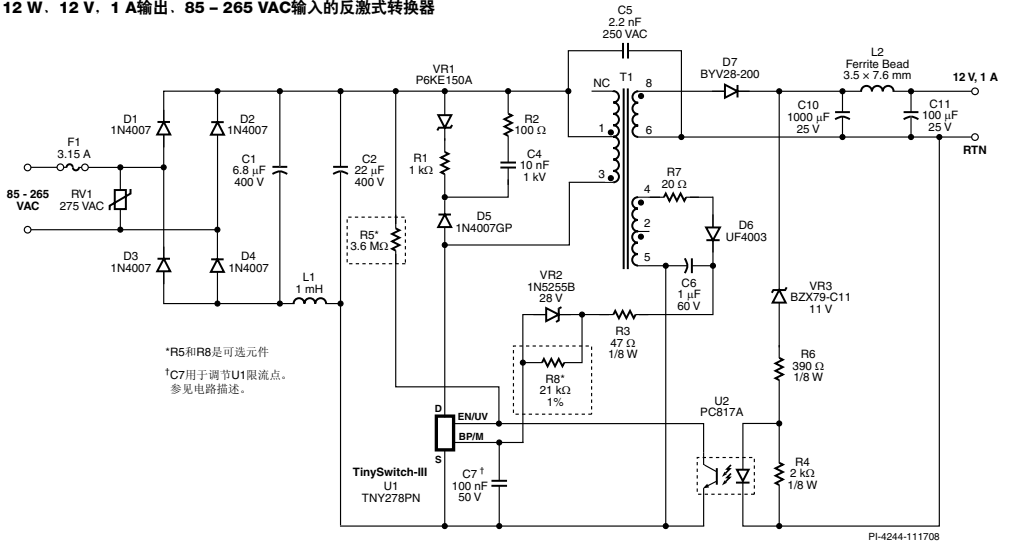 12 W、12 V、1 A输出、85 – 265 VAC输入的反激式转换器
C5
2.2 nF
250 VAC
VR1
P6KE150A
NC
T1
8
D7
BYV28-200
L2
Ferrite Bead
3.5 × 7.6 mm
12 V, 1 A
D1
1N4007
D2
1N4007
R2
100 Ω
C10
1000 μF
25 V
C11
100 μF
25 V
F1
3.15 A
1
6
RTN
C1
6.8 μF
400 V
C2
22 μF
400 V
R1
1 kΩ
C4
10 nF
1 kV
3
R7
20 Ω
4
85 - 265
VAC
RV1
275 VAC
R5*
3.6 MΩ
D5
1N4007GP
2
D6
UF4003
D3
1N4007
D4
1N4007
L1
1 mH
5
C6
1 μF
60 V
VR2
1N5255B
28 V
VR3
BZX79-C11
11 V
R3
47 Ω
1/8 W
*R5和R8是可选元件
†C7用于调节U1限流点。
参见电路描述。
R8*
21 kΩ
1%
R6
390 Ω
1/8 W
D
EN/UV
BP/M
S
U2
PC817A
TinySwitch-III
U1
TNY278PN
C7 †
100 nF
50 V
R4
2 kΩ
1/8 W
PI-4244-111708